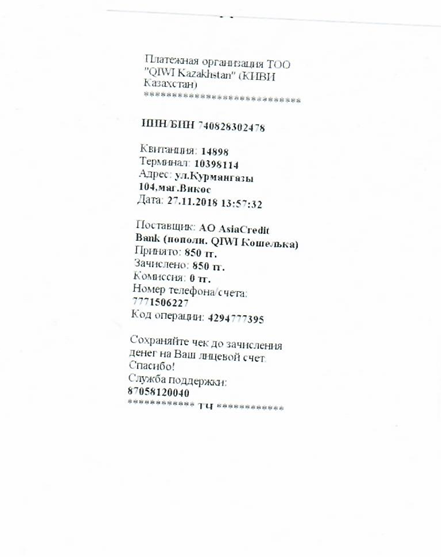 Платежная организация ТОО
"QIWI Kazakhstan" (КИВИ
Казахстан)
****************************
ИИН/БИН 740828302478
Квитанция: 14898
Терминал: 10398114
Адрес: ул.Курмангазы
104,маг.Викос
Дата: 27.11.2018 13:57:32
Поставщик: АО AsiaCredit
Bank (пополн. QIWI Кошелька)
Принято: 850 тг.
Зачислено: 850 тг.
Комиссия: 0 тг.
Номер телефона/счета:
7771506227
Код операции: 4294777395
Сохраняйте чек до зачисления
денег на Ваш лицевой счет.
Спасибо!
Служба поддержки:
87058120040
************ ТЧ ************